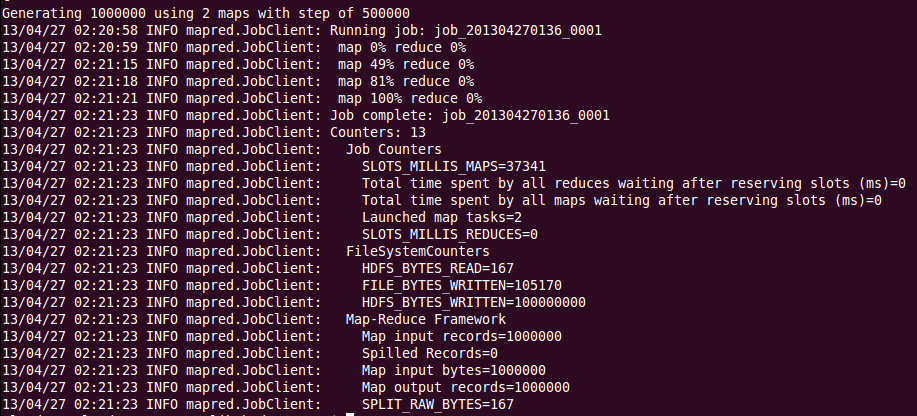 Generating 1000000 using 2 maps with step of 500000
13/04/27 02:20:58 INFO mapred.JobClient: Running job: job_201304270136_0001
13/04/27 02:20:59 INFO mapred.JobClient:  map 0% reduce 0%
13/04/27 02:21:15 INFO mapred.JobClient:  map 49% reduce 0%
13/04/27 02:21:18 INFO mapred.JobClient:  map 81% reduce 0%
13/04/27 02:21:21 INFO mapred.JobClient:  map 100% reduce 0%
13/04/27 02:21:23 INFO mapred.JobClient: Job complete: job_201304270136_0001
13/04/27 02:21:23 INFO mapred.JobClient: Counters: 13
13/04/27 02:21:23 INFO mapred.JobClient:   Job Counters
13/04/27 02:21:23 INFO mapred.JobClient:     SLOTS_MILLIS_MAPS=37341
13/04/27 02:21:23 INFO mapred.JobClient:     Total time spent by all reduces waiting after reserving slots (ms)=0
13/04/27 02:21:23 INFO mapred.JobClient:     Total time spent by all maps waiting after reserving slots (ms)=0
13/04/27 02:21:23 INFO mapred.JobClient:     Launched map tasks=2
13/04/27 02:21:23 INFO mapred.JobClient:     SLOTS_MILLIS_REDUCES=0
13/04/27 02:21:23 INFO mapred.JobClient:   FileSystemCounters
13/04/27 02:21:23 INFO mapred.JobClient:     HDFS_BYTES_READ=167
13/04/27 02:21:23 INFO mapred.JobClient:     FILE_BYTES_WRITTEN=105170
13/04/27 02:21:23 INFO mapred.JobClient:     HDFS_BYTES_WRITTEN=100000000
13/04/27 02:21:23 INFO mapred.JobClient:   Map-Reduce Framework
13/04/27 02:21:23 INFO mapred.JobClient:     Map input records=1000000
13/04/27 02:21:23 INFO mapred.JobClient:     Spilled Records=0
13/04/27 02:21:23 INFO mapred.JobClient:     Map input bytes=1000000
13/04/27 02:21:23 INFO mapred.JobClient:     Map output records=1000000
13/04/27 02:21:23 INFO mapred.JobClient:     SPLIT_RAW_BYTES=167